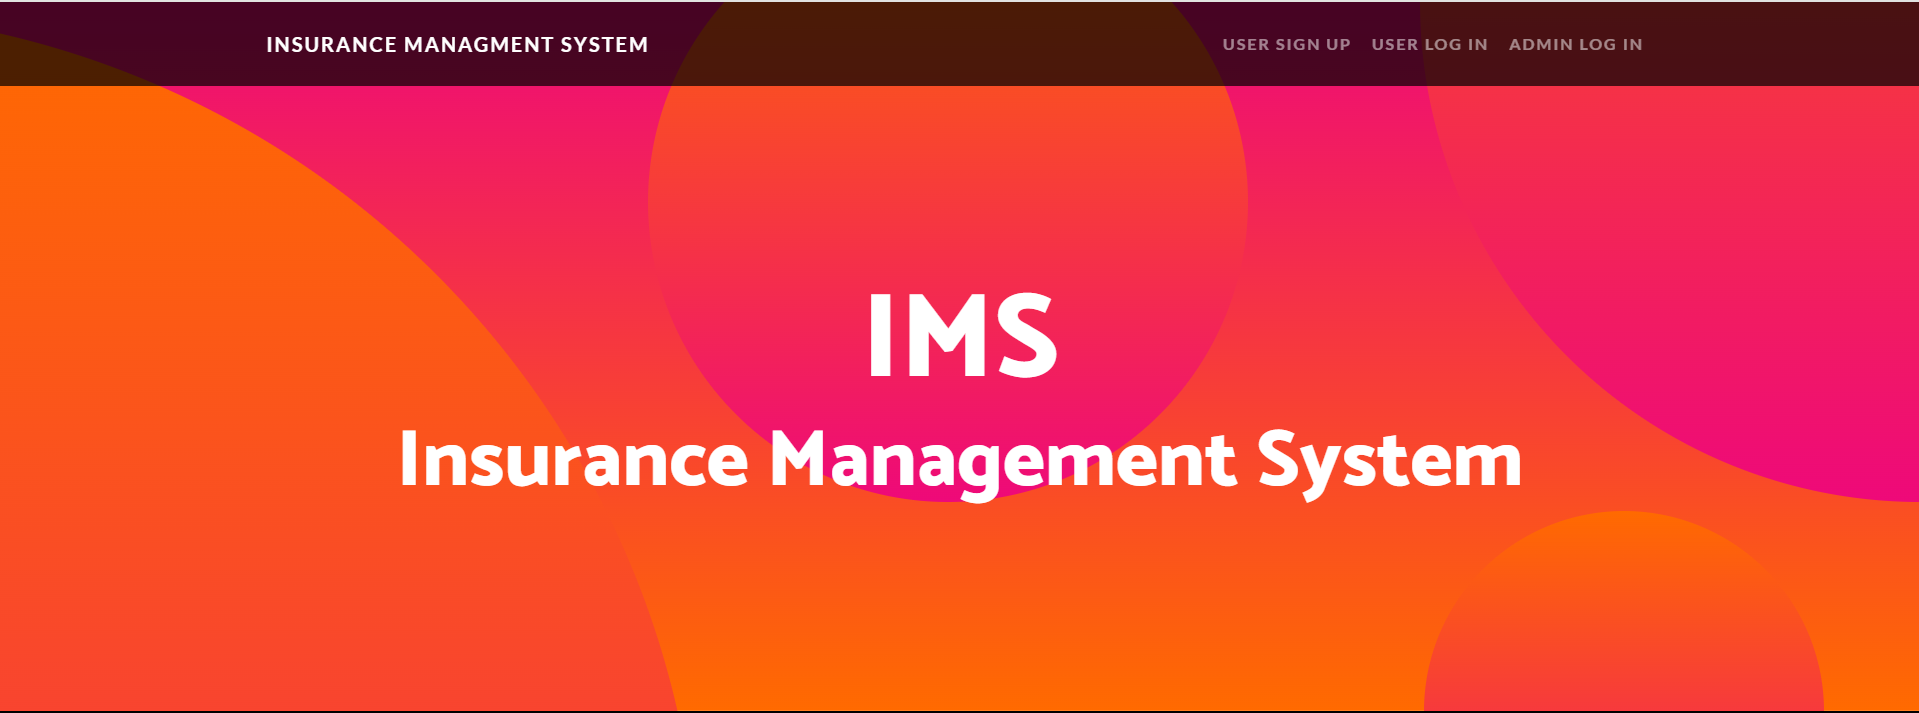 INSURANCE MANAGMENT SYSTEM USER SIGN UP USER LOG IN ADMIN LOG IN
IMS
Insurance Management System